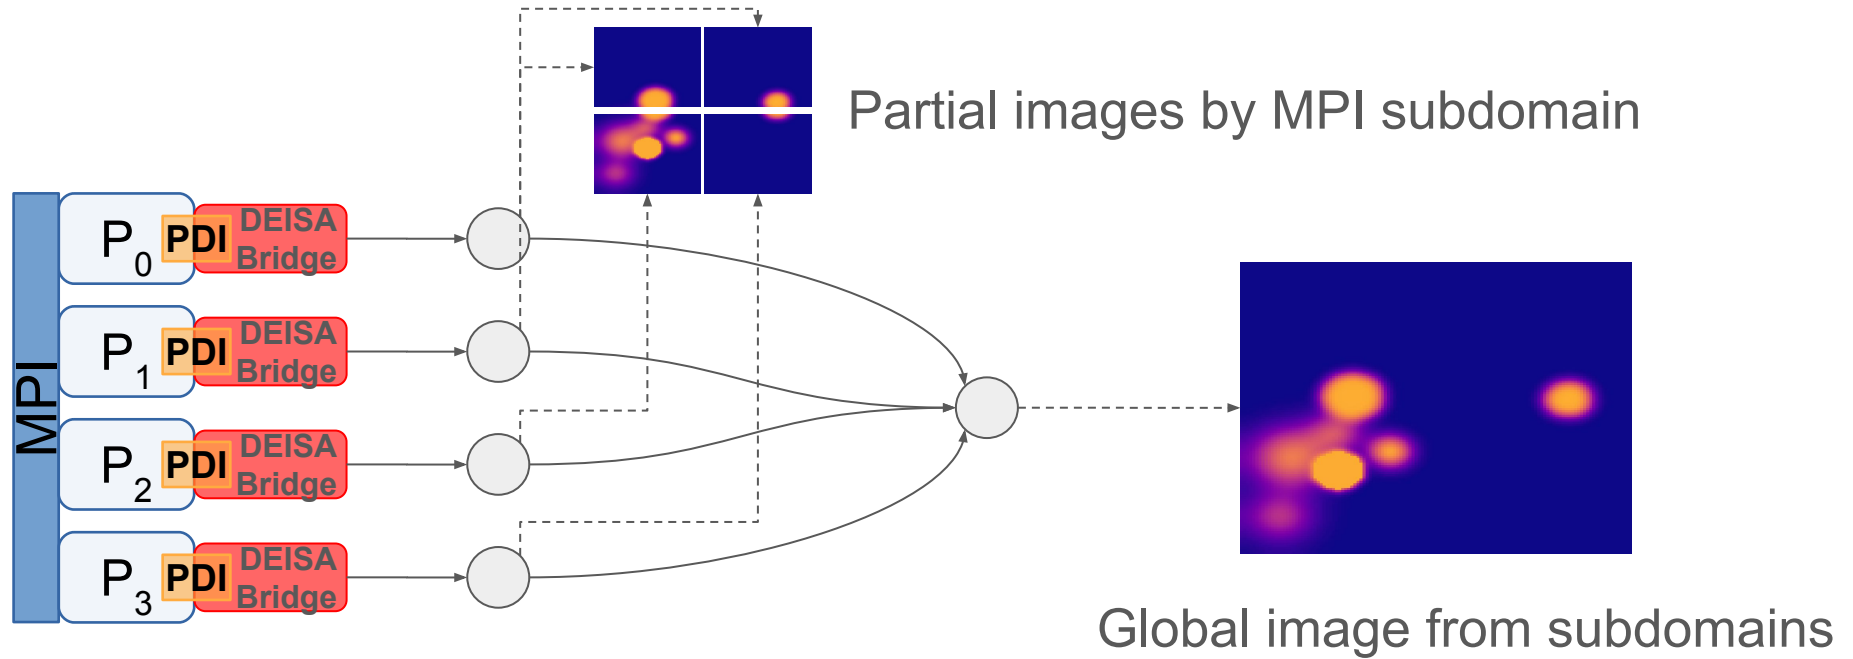 Partial images by MPI subdomain
MPI
P0
PDI
DEISA
Bridge
P1
PDI
DEISA
Bridge
P2
PDI
DEISA
Bridge
P3
PDI
DEISA
Bridge
Global image from subdomains